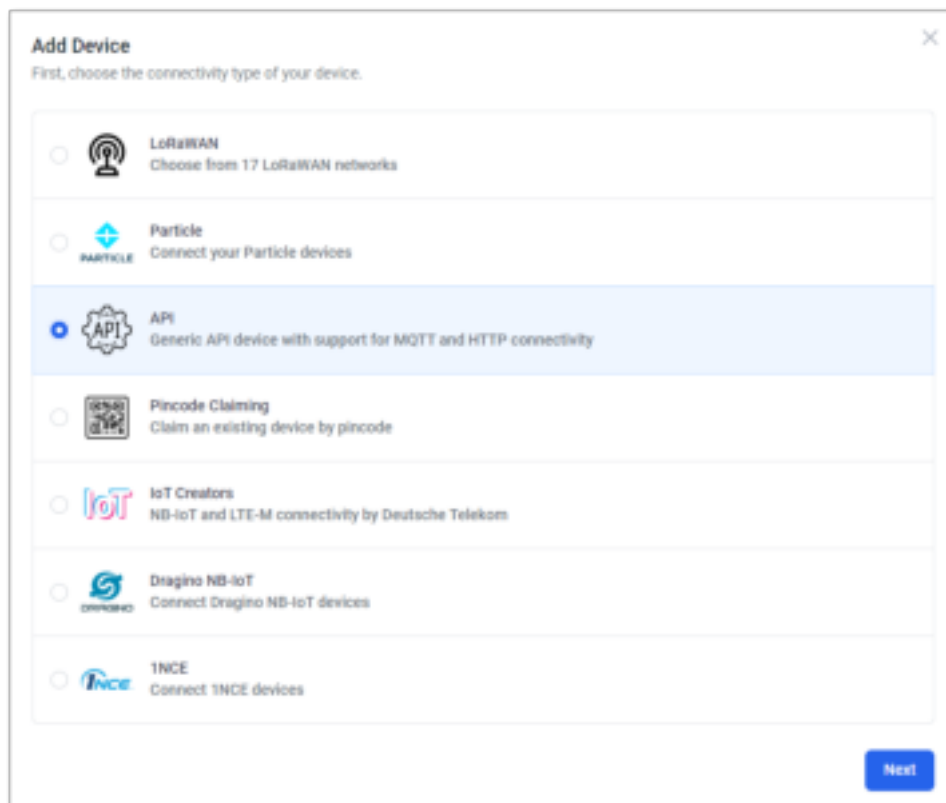 Add Device
First, choose the connectivity type of your device.
LoRaWAN
Choose from 17 LoRaWAN networks
PARTICLE
Particle
Connect your Particle devices
{API}
API
Generic API device with support for MQTT and HTTP connectivity
Pincode Claiming
Claim an existing device by pincode
IoT
IoT Creators
NB-IoT and LTE-M connectivity by Deutsche Telekom
DRAGINO
Dragino NB-IoT
Connect Dragino NB-IoT devices
1NCE
1NCE
Connect 1NCE devices
Next